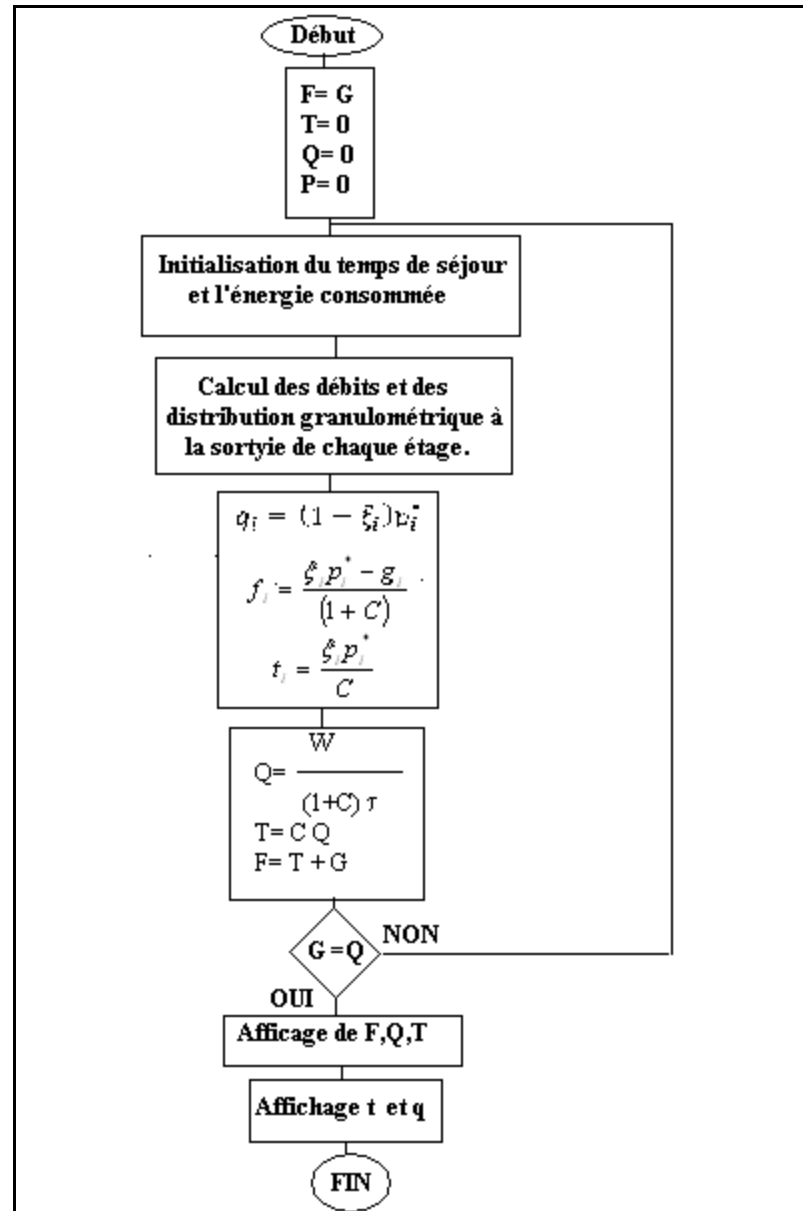 Début
F= G
T= 0
Q= 0
P= 0
Initialisation du temps de séjour
et l'énergie consommée
Calcul des débits et des
distribution granulométrique à
la sortyie de chaque étage.
q_i = (1 − ξ_i)p_i^*
f_i = (ξ_i p_i^* − g_i) / (1 + C)
t_i = ξ_i p_i^* / C
Q= W / (1+C) τ
T= C Q
F= T + G
G =Q
NON
OUI
Afficage de F,Q,T
Affichage t et q
FIN